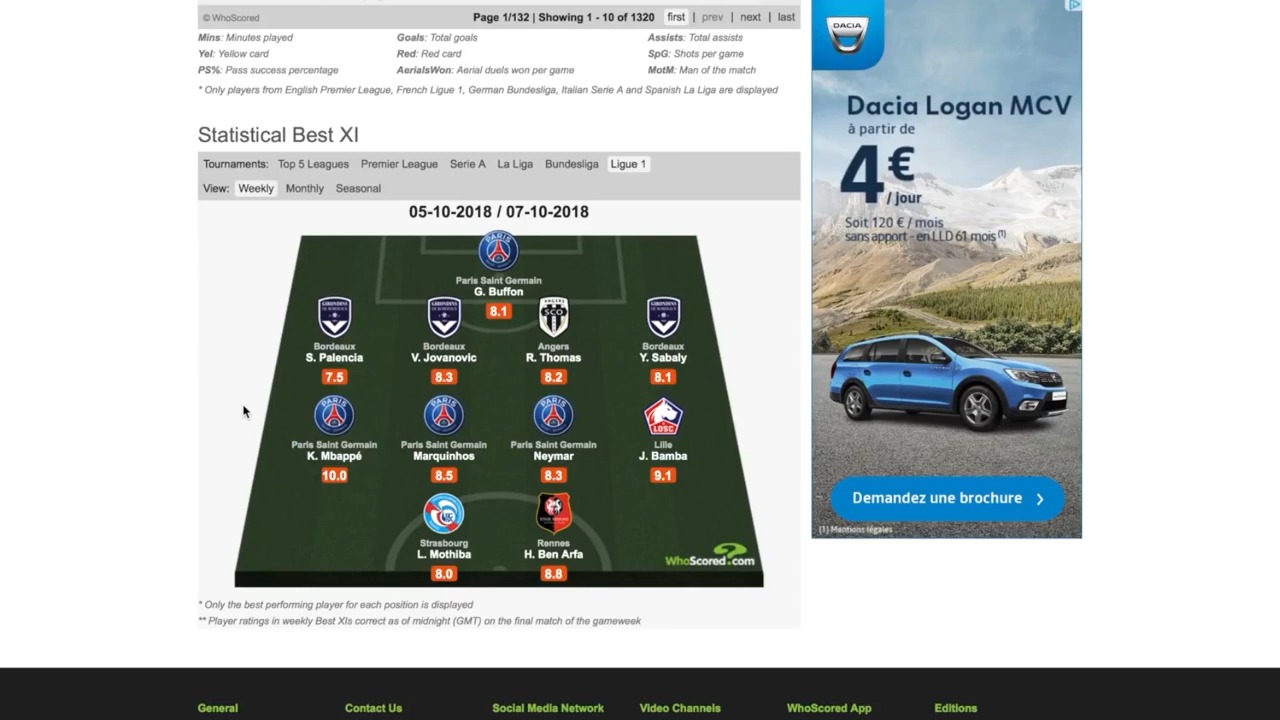 © WhoScored
Page 1/132 | Showing 1 - 10 of 1320 first | prev | next | last
Mins: Minutes played Goals: Total goals Assists: Total assists
Yel: Yellow card Red: Red card SpG: Shots per game
PS%: Pass success percentage AerialsWon: Aerial duels won per game MotM: Man of the match
* Only players from English Premier League, French Ligue 1, German Bundesliga, Italian Serie A and Spanish La Liga are displayed
Statistical Best XI
Tournaments: Top 5 Leagues Premier League Serie A La Liga Bundesliga Ligue 1
View: Weekly Monthly Seasonal
05-10-2018 / 07-10-2018
PARIS
Paris Saint Germain
G. Buffon
8.1
Bordeaux Bordeaux Angers Bordeaux
S. Palencia V. Jovanovic R. Thomas Y. Sabaly
7.5 8.3 8.2 8.1
PARIS PARIS PARIS LOSC
Paris Saint Germain Paris Saint Germain Paris Saint Germain Lille
K. Mbappé Marquinhos Neymar J. Bamba
10.0 8.5 8.3 9.1
Strasbourg Rennes
L. Mothiba H. Ben Arfa
8.0 8.8
WhoScored.com
* Only the best performing player for each position is displayed
** Player ratings in weekly Best XIs correct as of midnight (GMT) on the final match of the gameweek
DACIA
Dacia Logan MCV
à partir de
4€
/ jour
Soit 120 € / mois
sans apport - en LLD 61 mois (1)
Demandez une brochure
(1) Mentions légales
General Contact Us Social Media Network Video Channels WhoScored App Editions